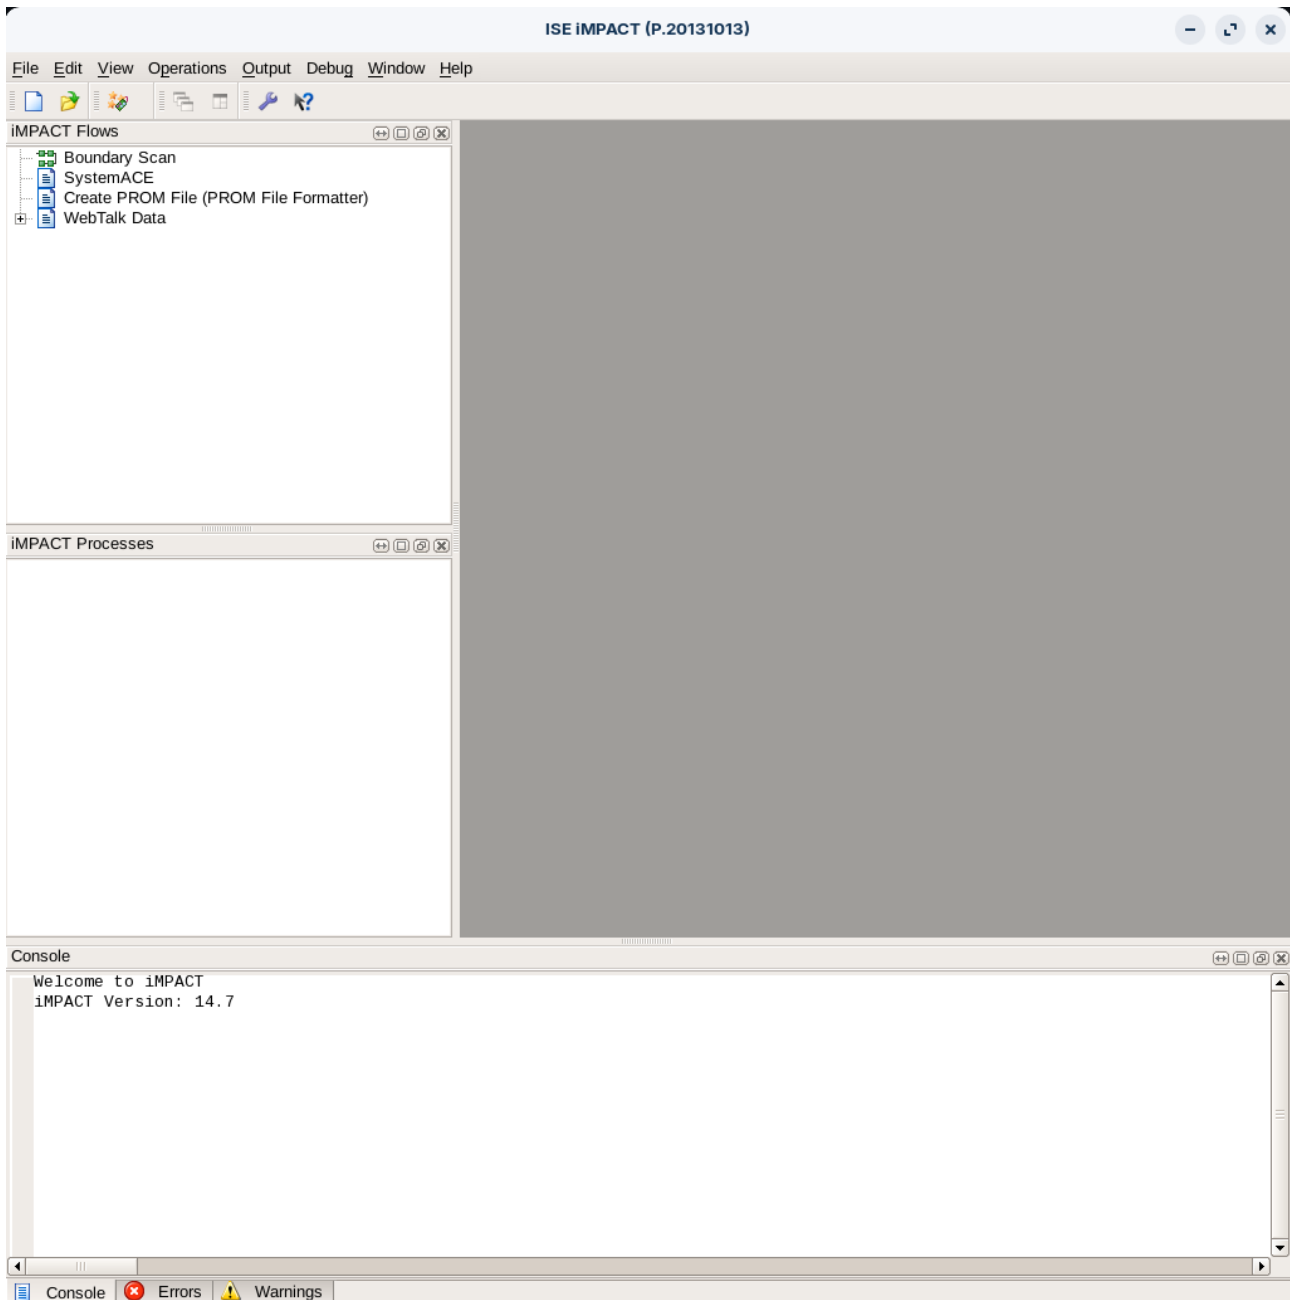 ISE iMPACT (P.20131013)
File Edit View Operations Output Debug Window Help
iMPACT Flows
Boundary Scan
SystemACE
Create PROM File (PROM File Formatter)
WebTalk Data
iMPACT Processes
Console
Welcome to iMPACT
iMPACT Version: 14.7
Console Errors Warnings